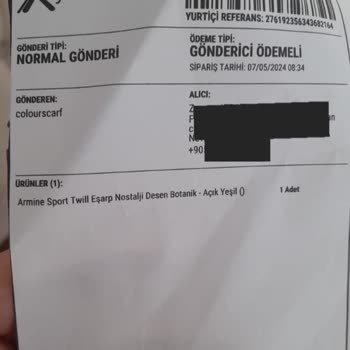 YURTİÇİ REFERANS: 276192356343682164
GÖNDERİ TİPİ:
NORMAL GÖNDERİ
ÖDEME TİPİ:
GÖNDERİCİ ÖDEMELİ
SİPARİŞ TARİHİ: 07/05/2024 08:34
GÖNDEREN:
colourscarf
ALICI:
+90
ÜRÜNLER (1):
Armine Sport Twill Eşarp Nostalji Desen Botanik - Açık Yeşil () 1 Adet